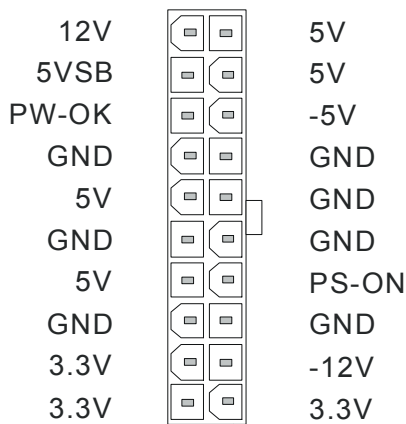 12V 5V
5VSB 5V
PW-OK -5V
GND GND
5V GND
GND GND
5V PS-ON
GND GND
3.3V -12V
3.3V 3.3V